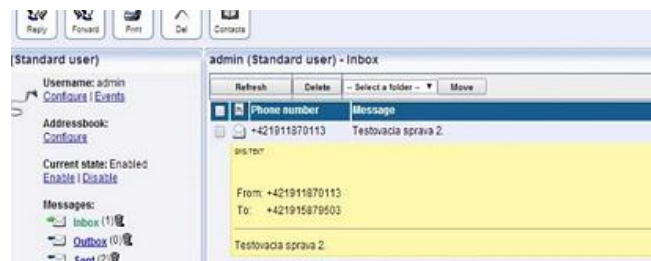 Reply Forward Print Del Contacts
(Standard user)
Username: admin
Configure | Events
Addressbook:
Configure
Current state: Enabled
Enable | Disable
Messages:
Inbox (1)
Outbox (0)
Sent (2)
admin (Standard user) - Inbox
Refresh Delete -- Select a folder -- Move
Phone number Message
+421911870113 Testovacia sprava 2.
SMS:TEXT
From: +421911870113
To: +421915879503
Testovacia sprava 2.